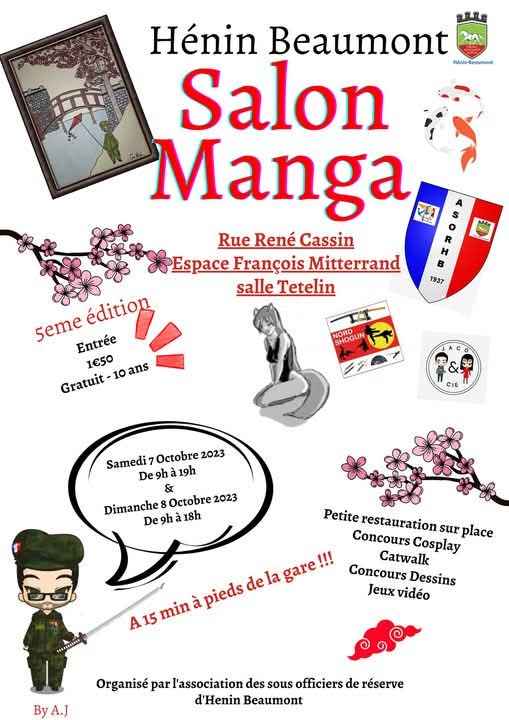 Hénin Beaumont
Hénin-Beaumont
Salon
Manga
Rue René Cassin
Espace François Mitterrand
salle Tetelin
ASORHB
1937
5eme édition
Entrée
1€50
Gratuit - 10 ans
NORD
SHOGUN
JACO
&
CIE
Samedi 7 Octobre 2023
De 9h à 19h
&
Dimanche 8 Octobre 2023
De 9h à 18h
Petite restauration sur place
Concours Cosplay
Catwalk
Concours Dessins
Jeux vidéo
A 15 min à pieds de la gare !!!
Organisé par l'association des sous officiers de réserve
d'Henin Beaumont
By A.J